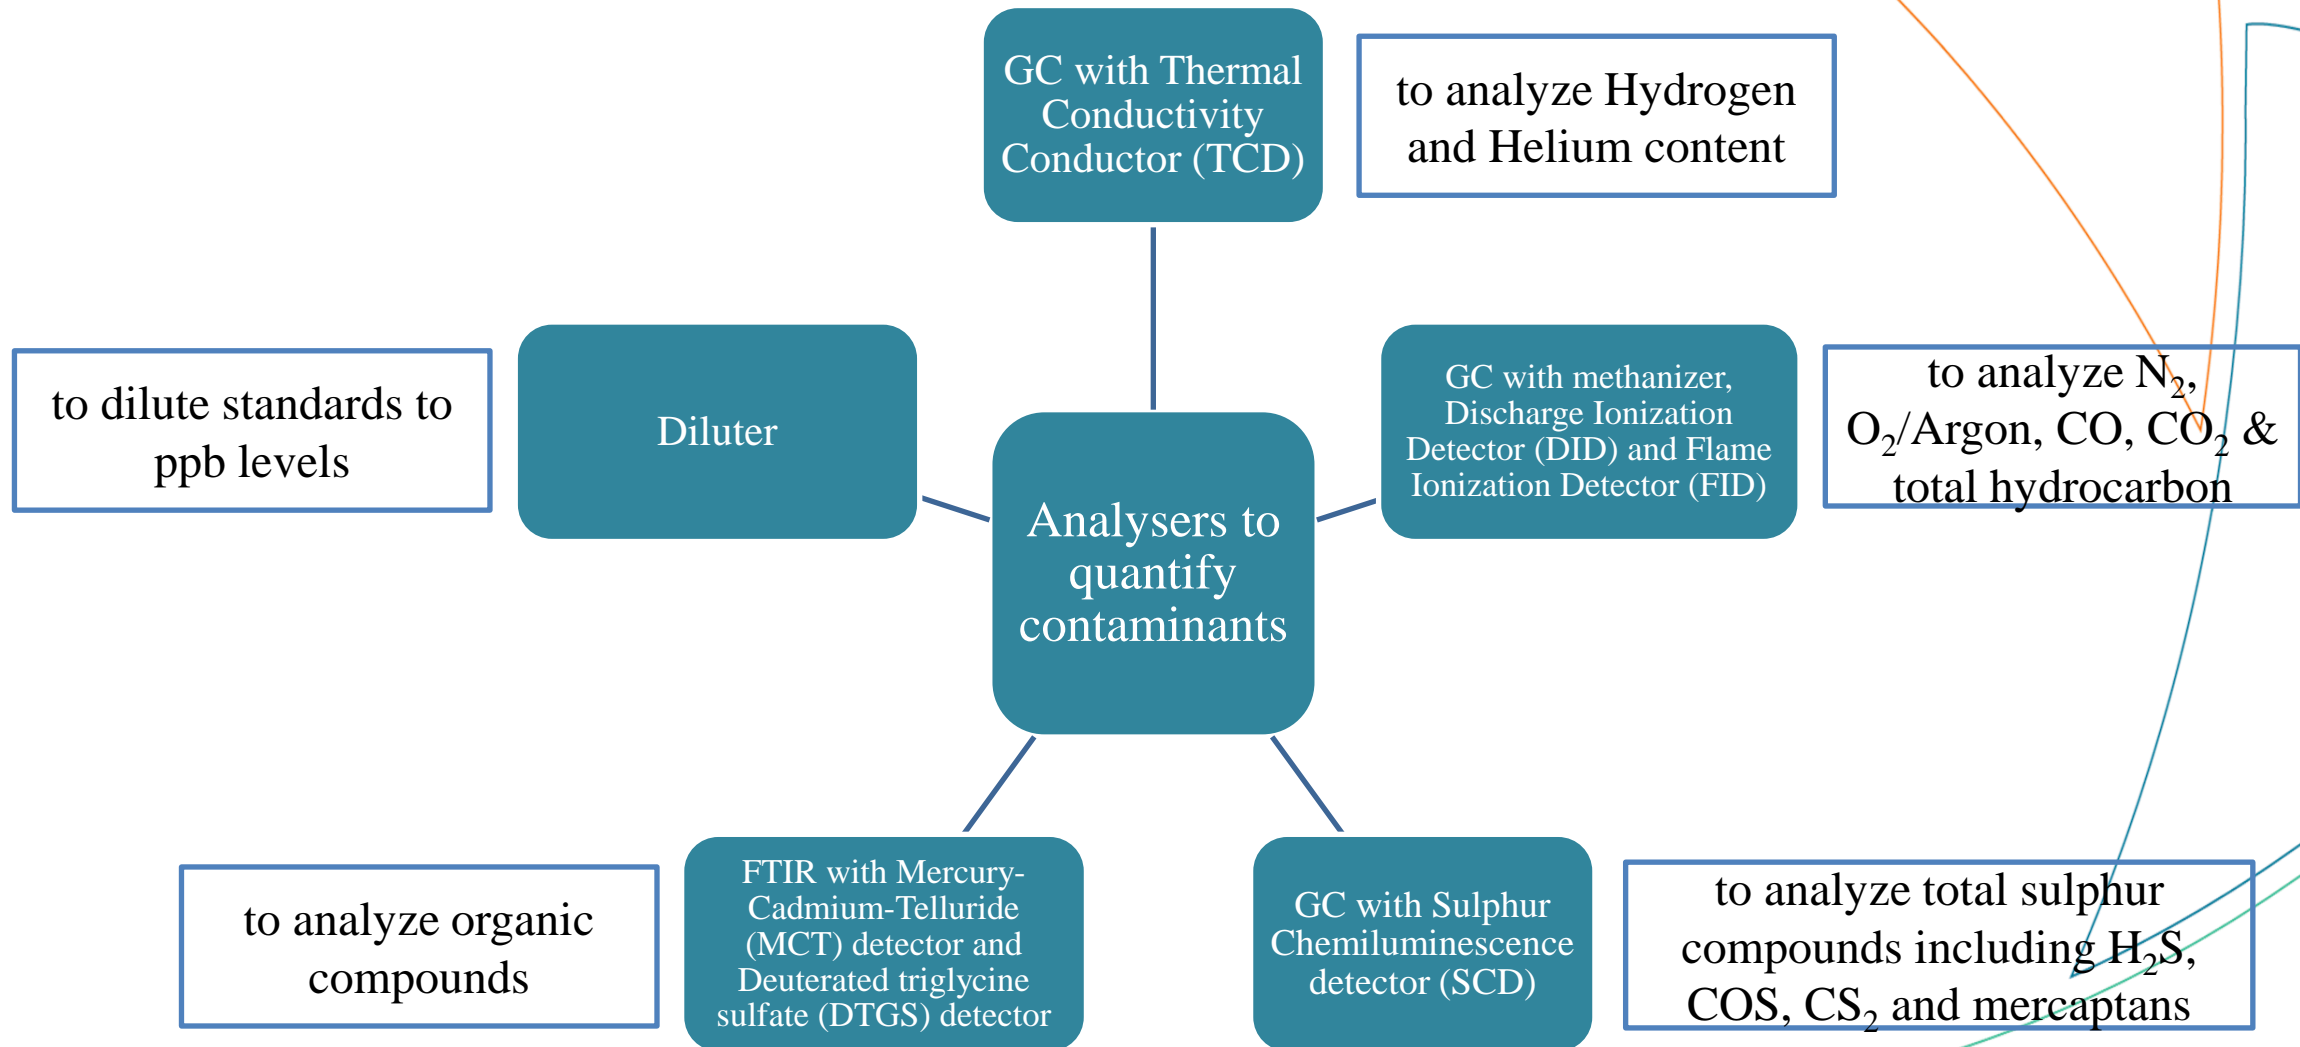 GC with Thermal
Conductivity
Conductor (TCD)
to analyze Hydrogen
and Helium content
to dilute standards to
ppb levels
Diluter
GC with methanizer,
Discharge Ionization
Detector (DID) and Flame
Ionization Detector (FID)
to analyze N₂,
O₂/Argon, CO, CO₂ &
total hydrocarbon
Analysers to
quantify
contaminants
to analyze organic
compounds
FTIR with Mercury-
Cadmium-Telluride
(MCT) detector and
Deuterated triglycine
sulfate (DTGS) detector
GC with Sulphur
Chemiluminescence
detector (SCD)
to analyze total sulphur
compounds including H₂S,
COS, CS₂ and mercaptans